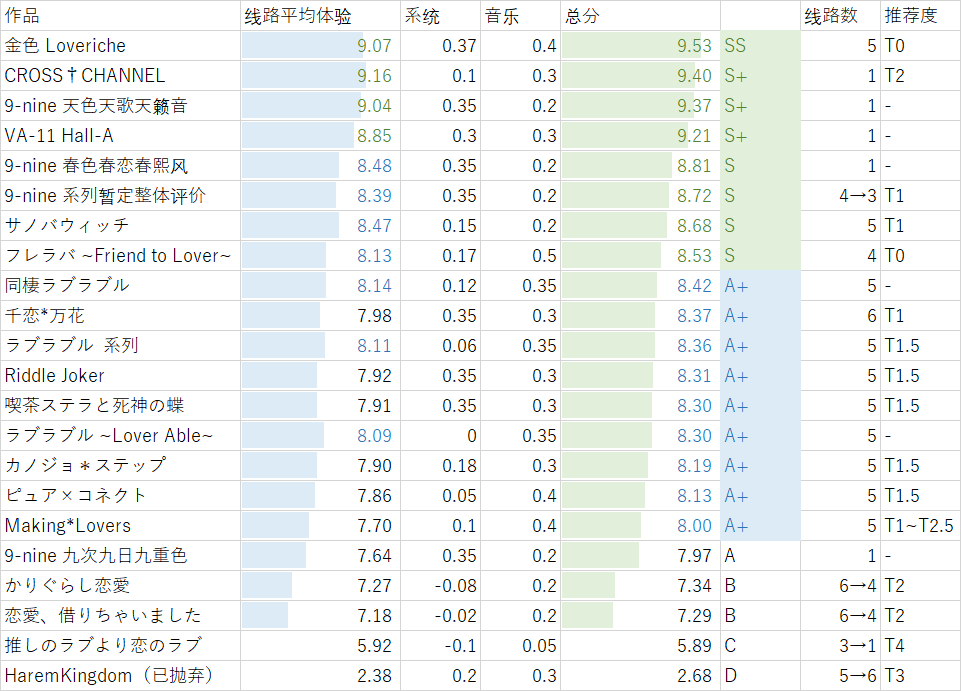 作品 线路平均体验 系统 音乐 总分 线路数 推荐度
金色 Loveriche 9.07 0.37 0.4 9.53 SS 5 T0
CROSS†CHANNEL 9.16 0.1 0.3 9.40 S+ 1 T2
9-nine 天色天歌天籁音 9.04 0.35 0.2 9.37 S+ 1 -
VA-11 Hall-A 8.85 0.3 0.3 9.21 S+ 1 -
9-nine 春色春恋春熙风 8.48 0.35 0.2 8.81 S 1 -
9-nine 系列暂定整体评价 8.39 0.35 0.2 8.72 S 4→3 T1
サノバウィッチ 8.47 0.15 0.2 8.68 S 5 T1
フレラバ ~Friend to Lover~ 8.13 0.17 0.5 8.53 S 4 T0
同棲ラブラブル 8.14 0.12 0.35 8.42 A+ 5 -
千恋*万花 7.98 0.35 0.3 8.37 A+ 6 T1
ラブラブル 系列 8.11 0.06 0.35 8.36 A+ 5 T1.5
Riddle Joker 7.92 0.35 0.3 8.31 A+ 5 T1.5
喫茶ステラと死神の蝶 7.91 0.35 0.3 8.30 A+ 5 T1.5
ラブラブル ~Lover Able~ 8.09 0 0.35 8.30 A+ 5 -
カノジョ＊ステップ 7.90 0.18 0.3 8.19 A+ 5 T1.5
ピュア×コネクト 7.86 0.05 0.4 8.13 A+ 5 T1.5
Making*Lovers 7.70 0.1 0.4 8.00 A+ 5 T1~T2.5
9-nine 九次九日九重色 7.64 0.35 0.2 7.97 A 1 -
かりぐらし恋愛 7.27 -0.08 0.2 7.34 B 6→4 T2
恋愛、借りちゃいました 7.18 -0.02 0.2 7.29 B 6→4 T2
推しのラブより恋のラブ 5.92 -0.1 0.05 5.89 C 3→1 T4
HaremKingdom（已抛弃） 2.38 0.2 0.3 2.68 D 5→6 T3